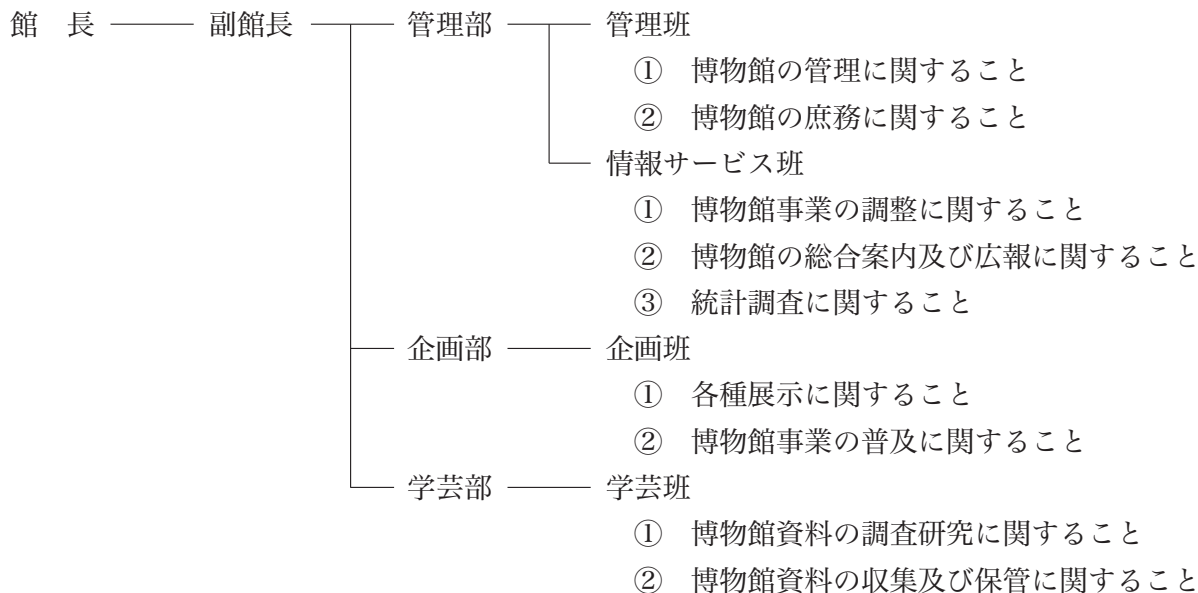 館　長 副館長 管理部 管理班
①　博物館の管理に関すること
②　博物館の庶務に関すること
情報サービス班
①　博物館事業の調整に関すること
②　博物館の総合案内及び広報に関すること
③　統計調査に関すること
企画部 企画班
①　各種展示に関すること
②　博物館事業の普及に関すること
学芸部 学芸班
①　博物館資料の調査研究に関すること
②　博物館資料の収集及び保管に関すること